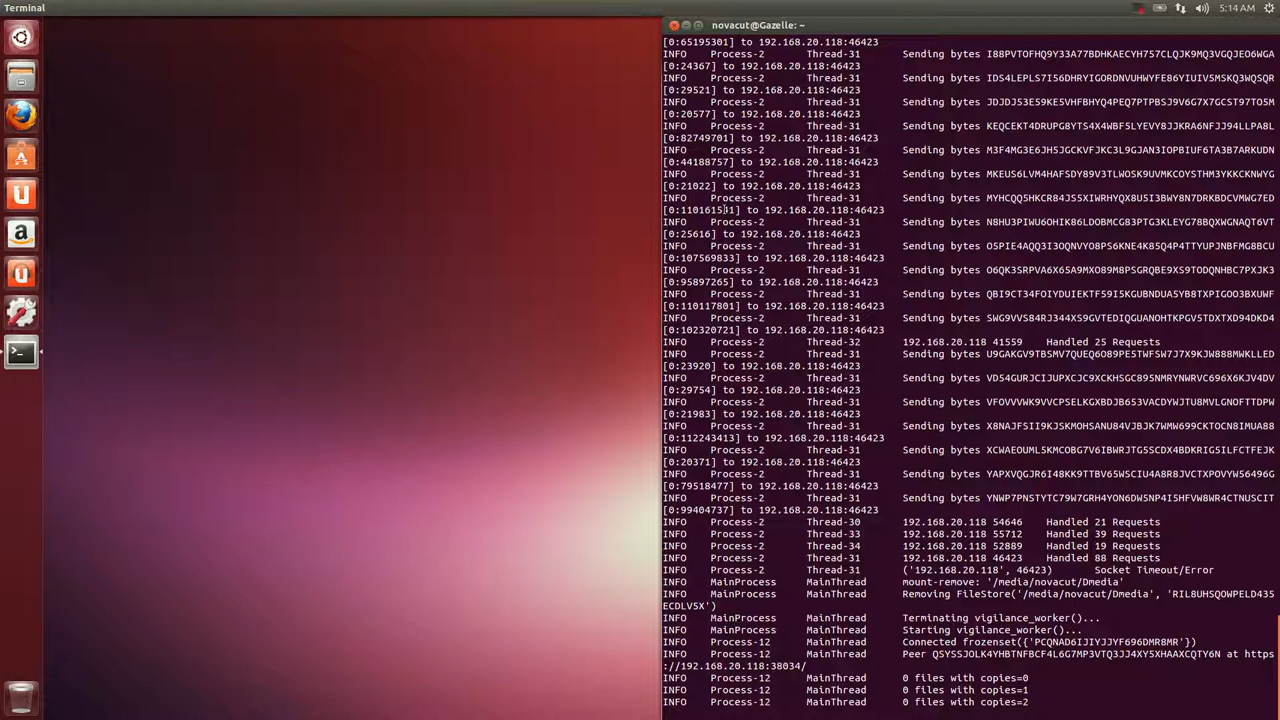 Terminal
5:14 AM
novacut@Gazelle: ~
[0:65195301] to 192.168.20.118:46423
INFO Process-2 Thread-31 Sending bytes I88PVTOFHQ9Y33A77BDHKAECYH757CLQJK9MQ3VGQJEO6WGA
[0:24367] to 192.168.20.118:46423
INFO Process-2 Thread-31 Sending bytes IDS4LEPLS7I56DHRYIGORDNVUHWYFE86YIUIV5MSKQ3WQSQR
[0:29521] to 192.168.20.118:46423
INFO Process-2 Thread-31 Sending bytes JDJDJ53E59KE5VHFBHYQ4PEQ7PTPBSJ9V6G7X7GCST97TO5M
[0:20577] to 192.168.20.118:46423
INFO Process-2 Thread-31 Sending bytes KEQCEKT4DRUPG8YTS4X4WBF5LYEVY8JJKRA6NFJJ94LLPA8L
[0:82749701] to 192.168.20.118:46423
INFO Process-2 Thread-31 Sending bytes M3F4MG3E6JH5JGCKVFJKC3L9GJAN3IOPBIUF6TA3B7ARKUDN
[0:44188757] to 192.168.20.118:46423
INFO Process-2 Thread-31 Sending bytes MKEUS6LVM4HAFSDY89V3TLWOSK9UVMKCOYSTHM3YKKCKNWYG
[0:21022] to 192.168.20.118:46423
INFO Process-2 Thread-31 Sending bytes MYHCQQ5HKCR84JS5XIWRHYQX8U5I3BWY8N7DRKBDCVMWG7ED
[0:110161511] to 192.168.20.118:46423
INFO Process-2 Thread-31 Sending bytes N8HU3PIWU6OHIK86LDOBMCG83PTG3KLEYG78BQXWGNAQT6VT
[0:25616] to 192.168.20.118:46423
INFO Process-2 Thread-31 Sending bytes O5PIE4AQQ3I3OQNVYO8PS6KNE4K85Q4P4TTYUPJNBFMG8BCU
[0:107569833] to 192.168.20.118:46423
INFO Process-2 Thread-31 Sending bytes O6QK3SRPVA6X65A9MXO89M8PSGRQBE9XS9TODQNHBC7PXJK3
[0:95897265] to 192.168.20.118:46423
INFO Process-2 Thread-31 Sending bytes QBI9CT34FOIYDUIEKTF59I5KGUBNDUA5YB8TXPIGOO3BXUWF
[0:110117801] to 192.168.20.118:46423
INFO Process-2 Thread-31 Sending bytes SWG9VVS84RJ344XS9GVTEDIQGUANOHTKPGV5TDXTXD94DKD4
[0:102320721] to 192.168.20.118:46423
INFO Process-2 Thread-32 192.168.20.118 41559 Handled 25 Requests
INFO Process-2 Thread-31 Sending bytes U9GAKGV9TBSMV7QUEQ6O89PE5TWFSW7J7X9KJW888MWKLLED
[0:23920] to 192.168.20.118:46423
INFO Process-2 Thread-31 Sending bytes VD54GURJCIJUPXCJC9XCKHSGC895NMRYNWRVC696X6KJV4DV
[0:29754] to 192.168.20.118:46423
INFO Process-2 Thread-31 Sending bytes VFOVVVWK9VVCPSELKGXBDJB653VACDYWJTU8MVLGNOFTTDPW
[0:21983] to 192.168.20.118:46423
INFO Process-2 Thread-31 Sending bytes X8NAJFSII9KJSKMOHSANU84VJBJK7WMW699CKTOCN8IMUA88
[0:112243413] to 192.168.20.118:46423
INFO Process-2 Thread-31 Sending bytes XCWAEOUML5KMCOBG7V6IBWRJTG5SCDX4BDKRIG5ILFCTFEJK
[0:20371] to 192.168.20.118:46423
INFO Process-2 Thread-31 Sending bytes YAPXVQGJR6I48KK9TTBV65WSCIU4A8R8JVCTXPOVYW56496G
[0:79518477] to 192.168.20.118:46423
INFO Process-2 Thread-31 Sending bytes YNWP7PNSTYTC79W7GRH4YON6DW5NP4I5HFVW8WR4CTNUSCIT
[0:99404737] to 192.168.20.118:46423
INFO Process-2 Thread-30 192.168.20.118 54646 Handled 21 Requests
INFO Process-2 Thread-33 192.168.20.118 55712 Handled 39 Requests
INFO Process-2 Thread-34 192.168.20.118 52889 Handled 19 Requests
INFO Process-2 Thread-31 192.168.20.118 46423 Handled 88 Requests
INFO Process-2 Thread-31 ('192.168.20.118', 46423) Socket Timeout/Error
INFO MainProcess MainThread mount-remove: '/media/novacut/Dmedia'
INFO MainProcess MainThread Removing FileStore('/media/novacut/Dmedia', 'RIL8UHSQOWPELD435
ECDLV5X')
INFO MainProcess MainThread Terminating vigilance_worker()...
INFO MainProcess MainThread Starting vigilance_worker()...
INFO Process-12 MainThread Connected frozenset({'PCQNAD6IJIYJJYF696DMR8MR'})
INFO Process-12 MainThread Peer QSYSSJOLK4YHBTNFBCF4L6G7MP3VTQ3JJ4XY5XHAAXCQTY6N at https
://192.168.20.118:38034/
INFO Process-12 MainThread 0 files with copies=0
INFO Process-12 MainThread 0 files with copies=1
INFO Process-12 MainThread 0 files with copies=2